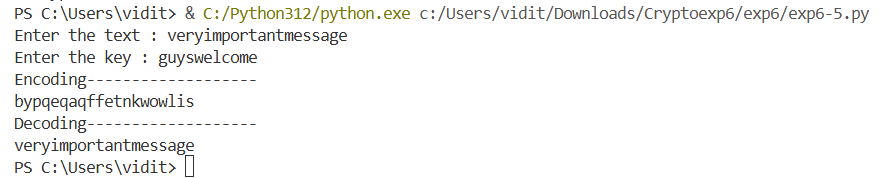 PS C:\Users\vidit> & C:/Python312/python.exe c:/Users/vidit/Downloads/Cryptoexp6/exp6/exp6-5.py
Enter the text : veryimportantmessage
Enter the key : guyswelcome
Encoding-------------------
bypqeqaqffetnkwowlis
Decoding-------------------
veryimportantmessage
PS C:\Users\vidit>